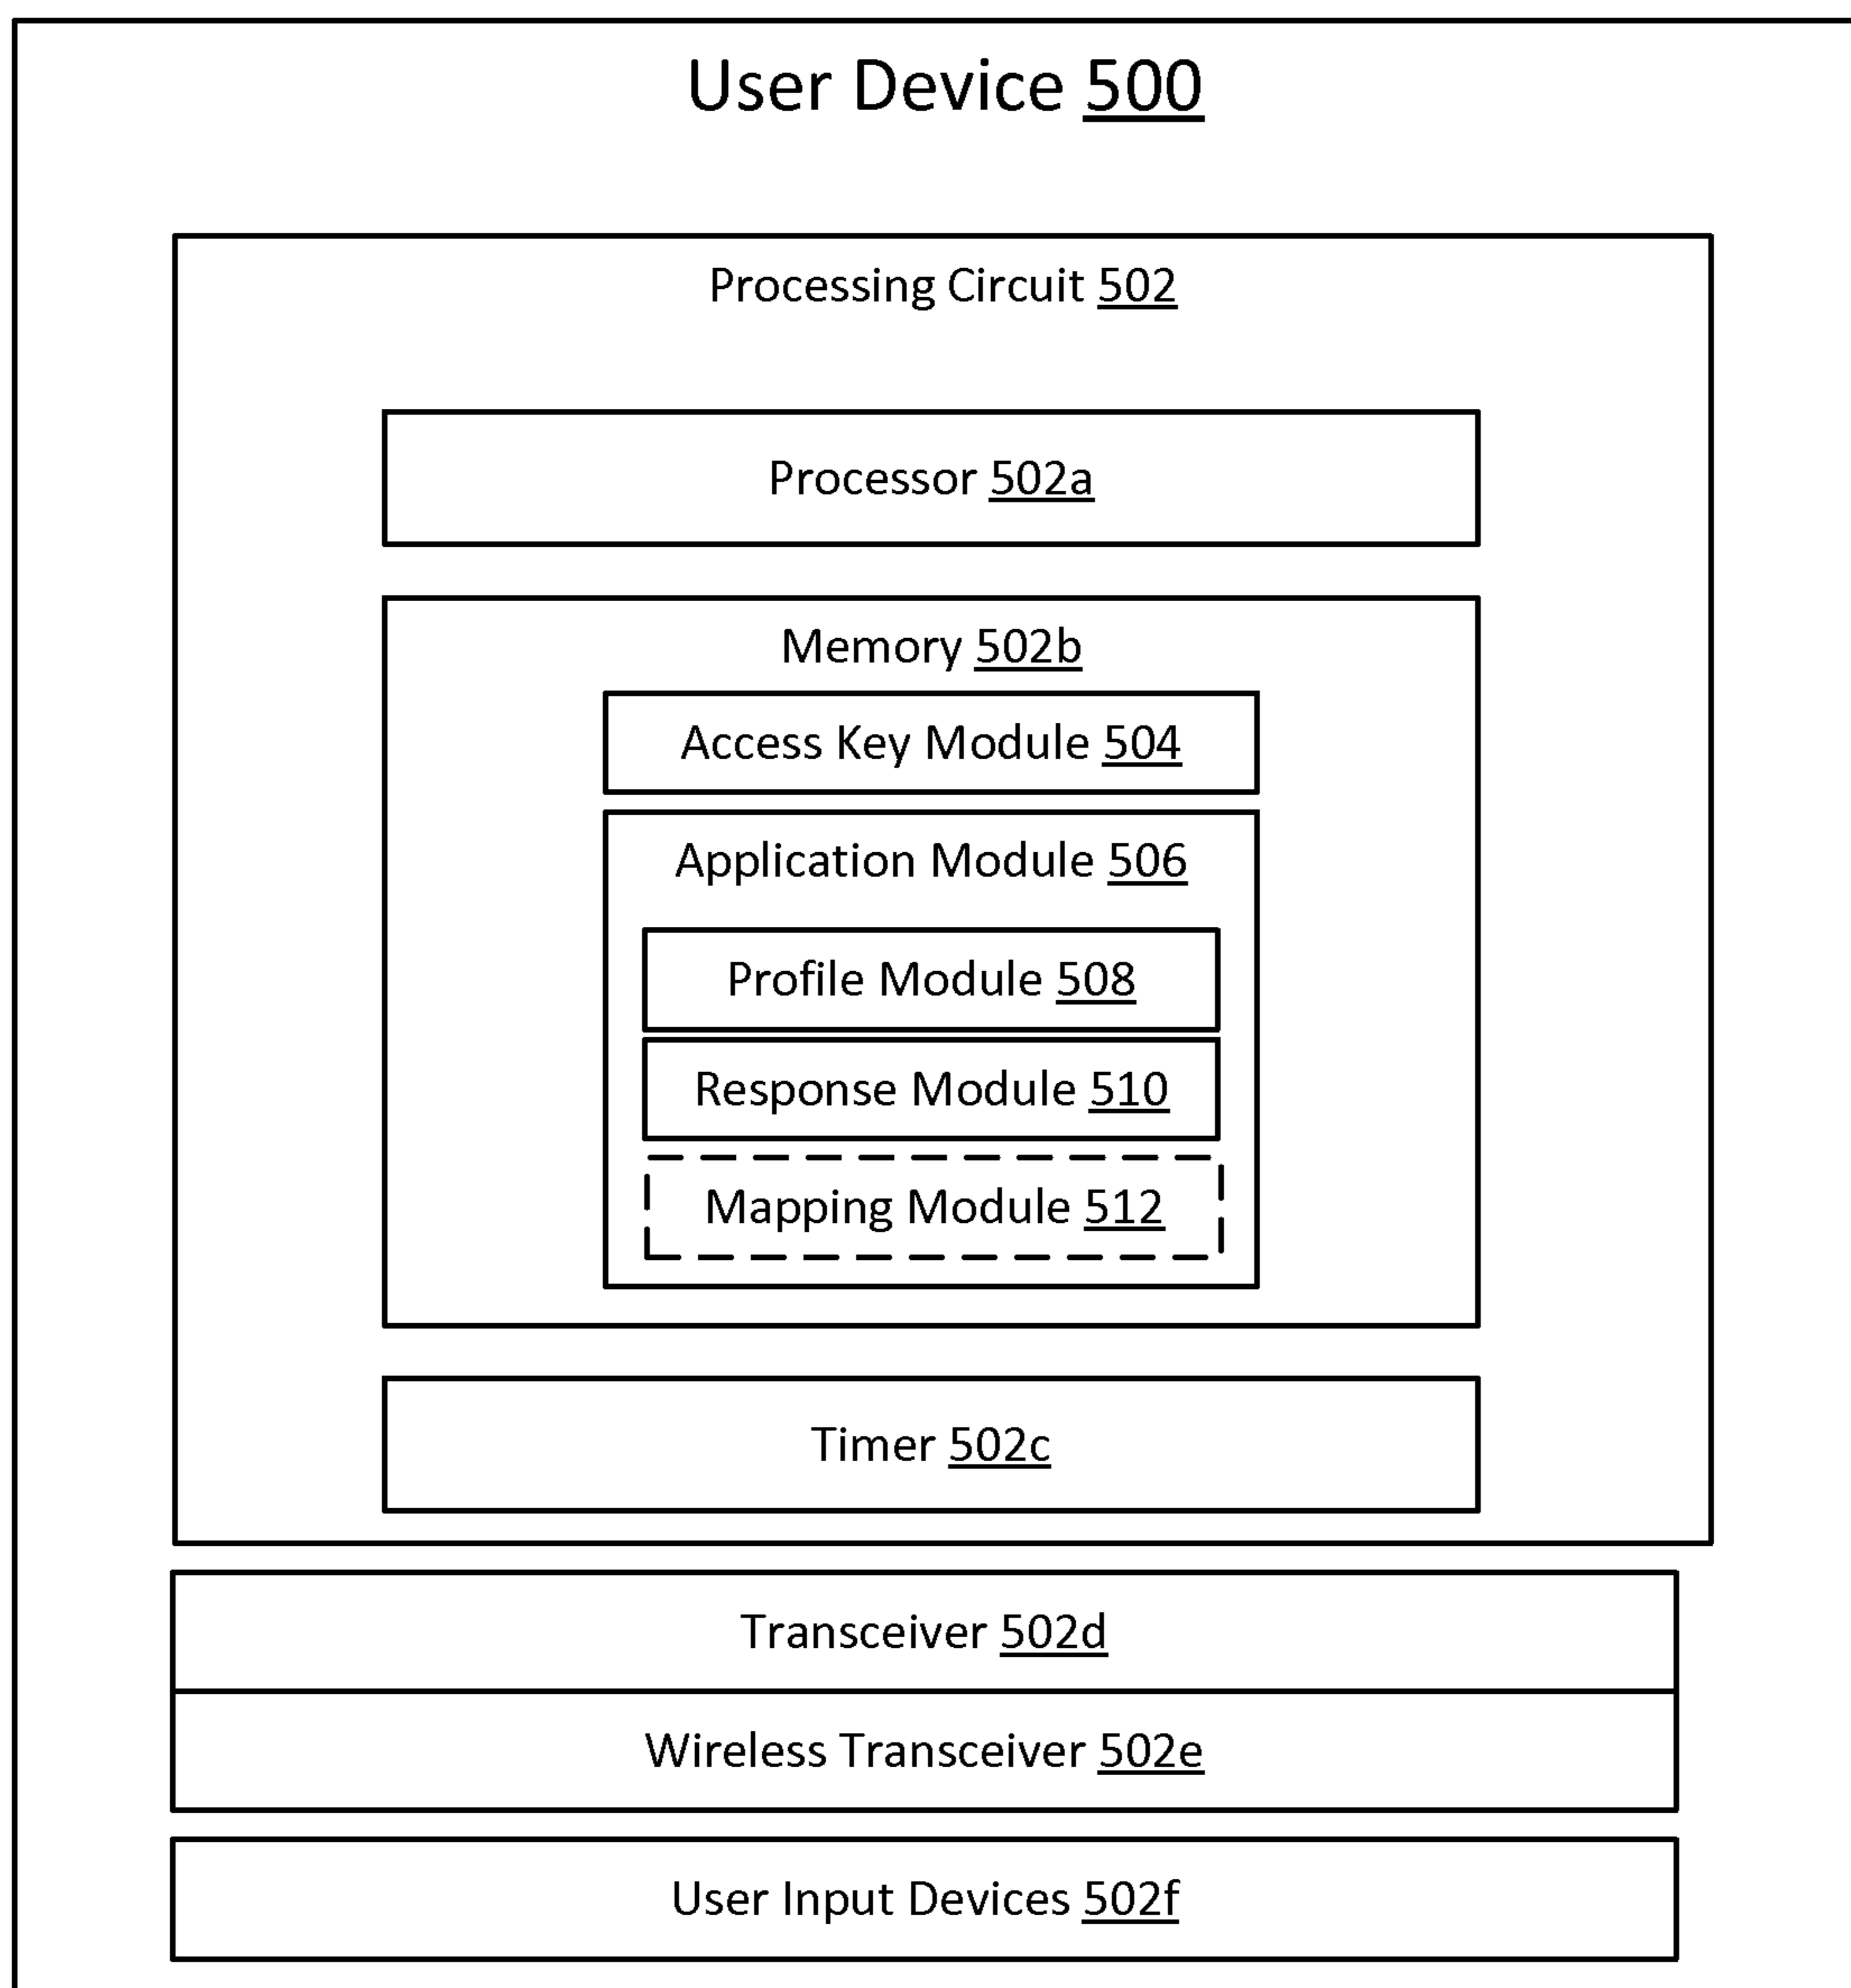 User Device 500
Processing Circuit 502
Processor 502a
Memory 502b
Access Key Module 504
Application Module 506
Profile Module 508
Response Module 510
Mapping Module 512
Timer 502c
Transceiver 502d
Wireless Transceiver 502e
User Input Devices 502f